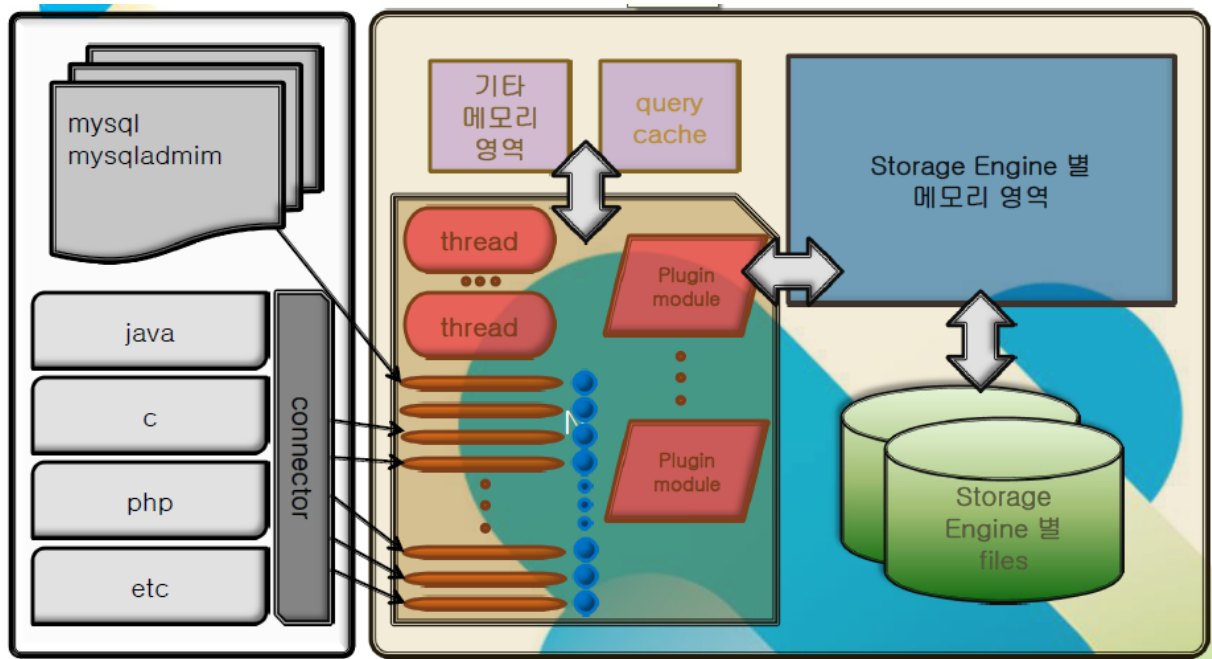 mysql
mysqladmim
java
c
php
etc
connector
기타
메모리
영역
query
cache
thread
thread
Plugin
module
Plugin
module
N
Storage Engine 별
메모리 영역
Storage
Engine 별
files